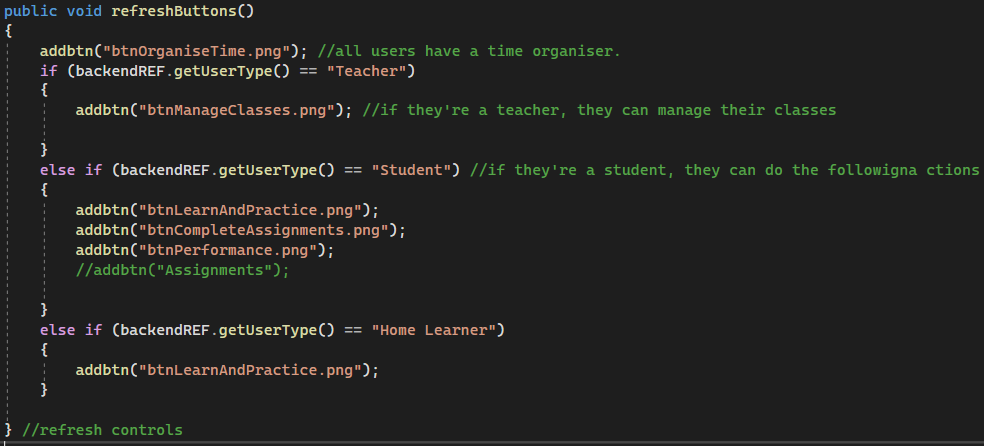 public void refreshButtons()
{
    addbtn("btnOrganiseTime.png"); //all users have a time organiser.
    if (backendREF.getUserType() == "Teacher")
    {
        addbtn("btnManageClasses.png"); //if they're a teacher, they can manage their classes

    }
    else if (backendREF.getUserType() == "Student") //if they're a student, they can do the followigna ctions
    {
        addbtn("btnLearnAndPractice.png");
        addbtn("btnCompleteAssignments.png");
        addbtn("btnPerformance.png");
        //addbtn("Assignments");

    }
    else if (backendREF.getUserType() == "Home Learner")
    {
        addbtn("btnLearnAndPractice.png");
    }

} //refresh controls